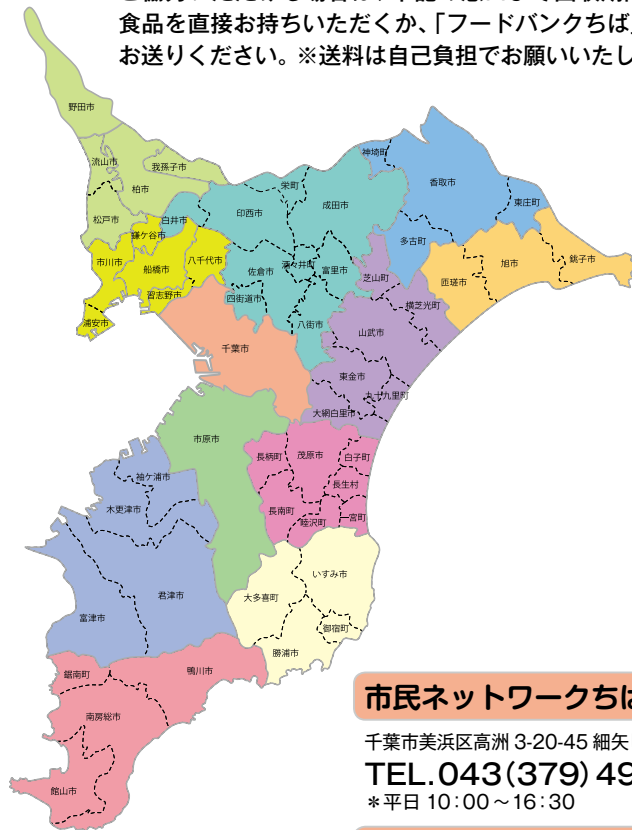 食品を直接お持ちいただくか、「フードバンクちば」
お送りください。※送料は自己負担でお願いいたし
野田市
流山市
我孫子市
柏市
松戸市
鎌ケ谷市
白井市
印西市
栄町
成田市
神崎町
香取市
東庄町
市川市
船橋市
八千代市
佐倉市
酒々井町
富里市
芝山町
多古町
匝瑳市
旭市
銚子市
習志野市
四街道市
浦安市
八街市
横芝光町
千葉市
山武市
東金市
九十九里町
大網白里市
市原市
長柄町
茂原市
白子町
長生村
袖ケ浦市
木更津市
長南町
睦沢町
一宮町
いすみ市
大多喜町
君津市
富津市
御宿町
勝浦市
鋸南町
鴨川市
南房総市
館山市
市民ネットワークちば
千葉市美浜区高洲 3-20-45 細矢
TEL.043(379)49
*平日 10:00～16:30